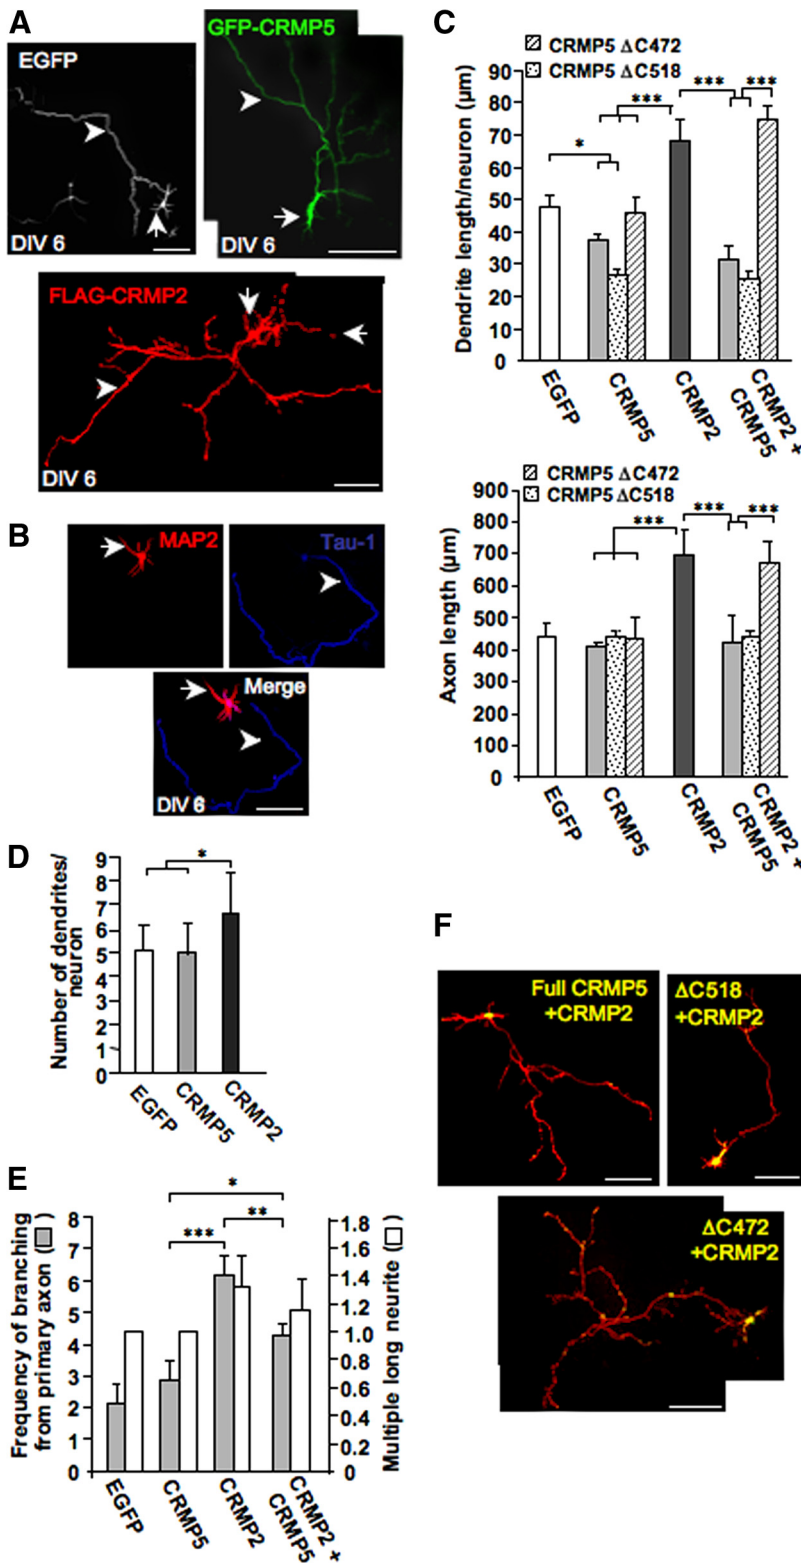 A
EGFP
DIV 6
GFP-CRMP5
DIV 6
FLAG-CRMP2
DIV 6
B
MAP2
Tau-1
Merge
DIV 6
C
CRMP5 ΔC472
CRMP5 ΔC518
Dendrite length/neuron (µm)
90
80
70
60
50
40
30
20
10
0
*
***
***
***
EGFP
CRMP5
CRMP2
CRMP2 +
CRMP5
CRMP5 ΔC472
CRMP5 ΔC518
Axon length (µm)
900
800
700
600
500
400
300
200
100
0
***
***
***
EGFP
CRMP5
CRMP2
CRMP2 +
CRMP5
D
Number of dendrites/
neuron
9
8
7
6
5
4
3
2
1
0
*
EGFP
CRMP5
CRMP2
E
Frequency of branching
from primary axon ( )
8
7
6
5
4
3
2
1
0
*
***
**
1.8
1.6
1.4
1.2
1.0
0.8
0.6
0.4
0.2
0
Multiple long neurite ( )
EGFP
CRMP5
CRMP2
CRMP2 +
CRMP5
F
Full CRMP5
+CRMP2
ΔC518
+CRMP2
ΔC472
+CRMP2